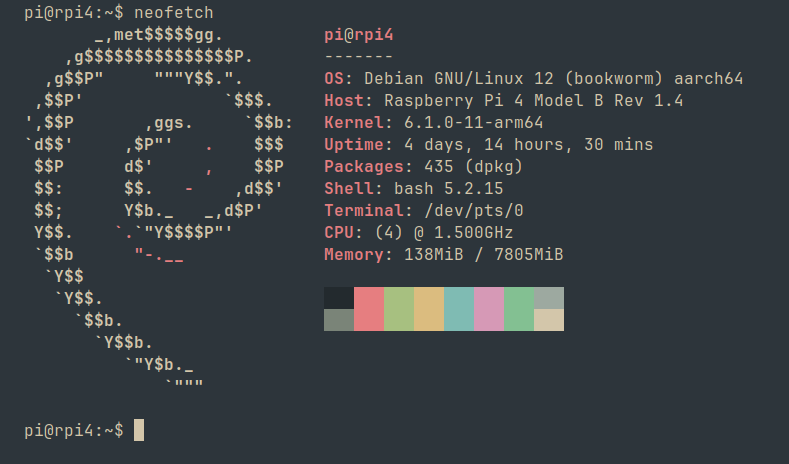 pi@rpi4:~$ neofetch
       _,met$$$$$gg.          pi@rpi4
    ,g$$$$$$$$$$$$$$$P.       -------
  ,g$$P"     """Y$$.".        OS: Debian GNU/Linux 12 (bookworm) aarch64
 ,$$P'              `$$$.     Host: Raspberry Pi 4 Model B Rev 1.4
',$$P       ,ggs.     `$$b:   Kernel: 6.1.0-11-arm64
`d$$'     ,$P"'   .    $$$    Uptime: 4 days, 14 hours, 30 mins
 $$P      d$'     ,    $$P    Packages: 435 (dpkg)
 $$:      $$.   -    ,d$$'    Shell: bash 5.2.15
 $$;      Y$b._   _,d$P'      Terminal: /dev/pts/0
 Y$$.    `.`"Y$$$$P"'         CPU: (4) @ 1.500GHz
 `$$b      "-.__              Memory: 138MiB / 7805MiB
  `Y$$
   `Y$$.
     `$$b.
       `Y$$b.
          `"Y$b._
              `"""
pi@rpi4:~$